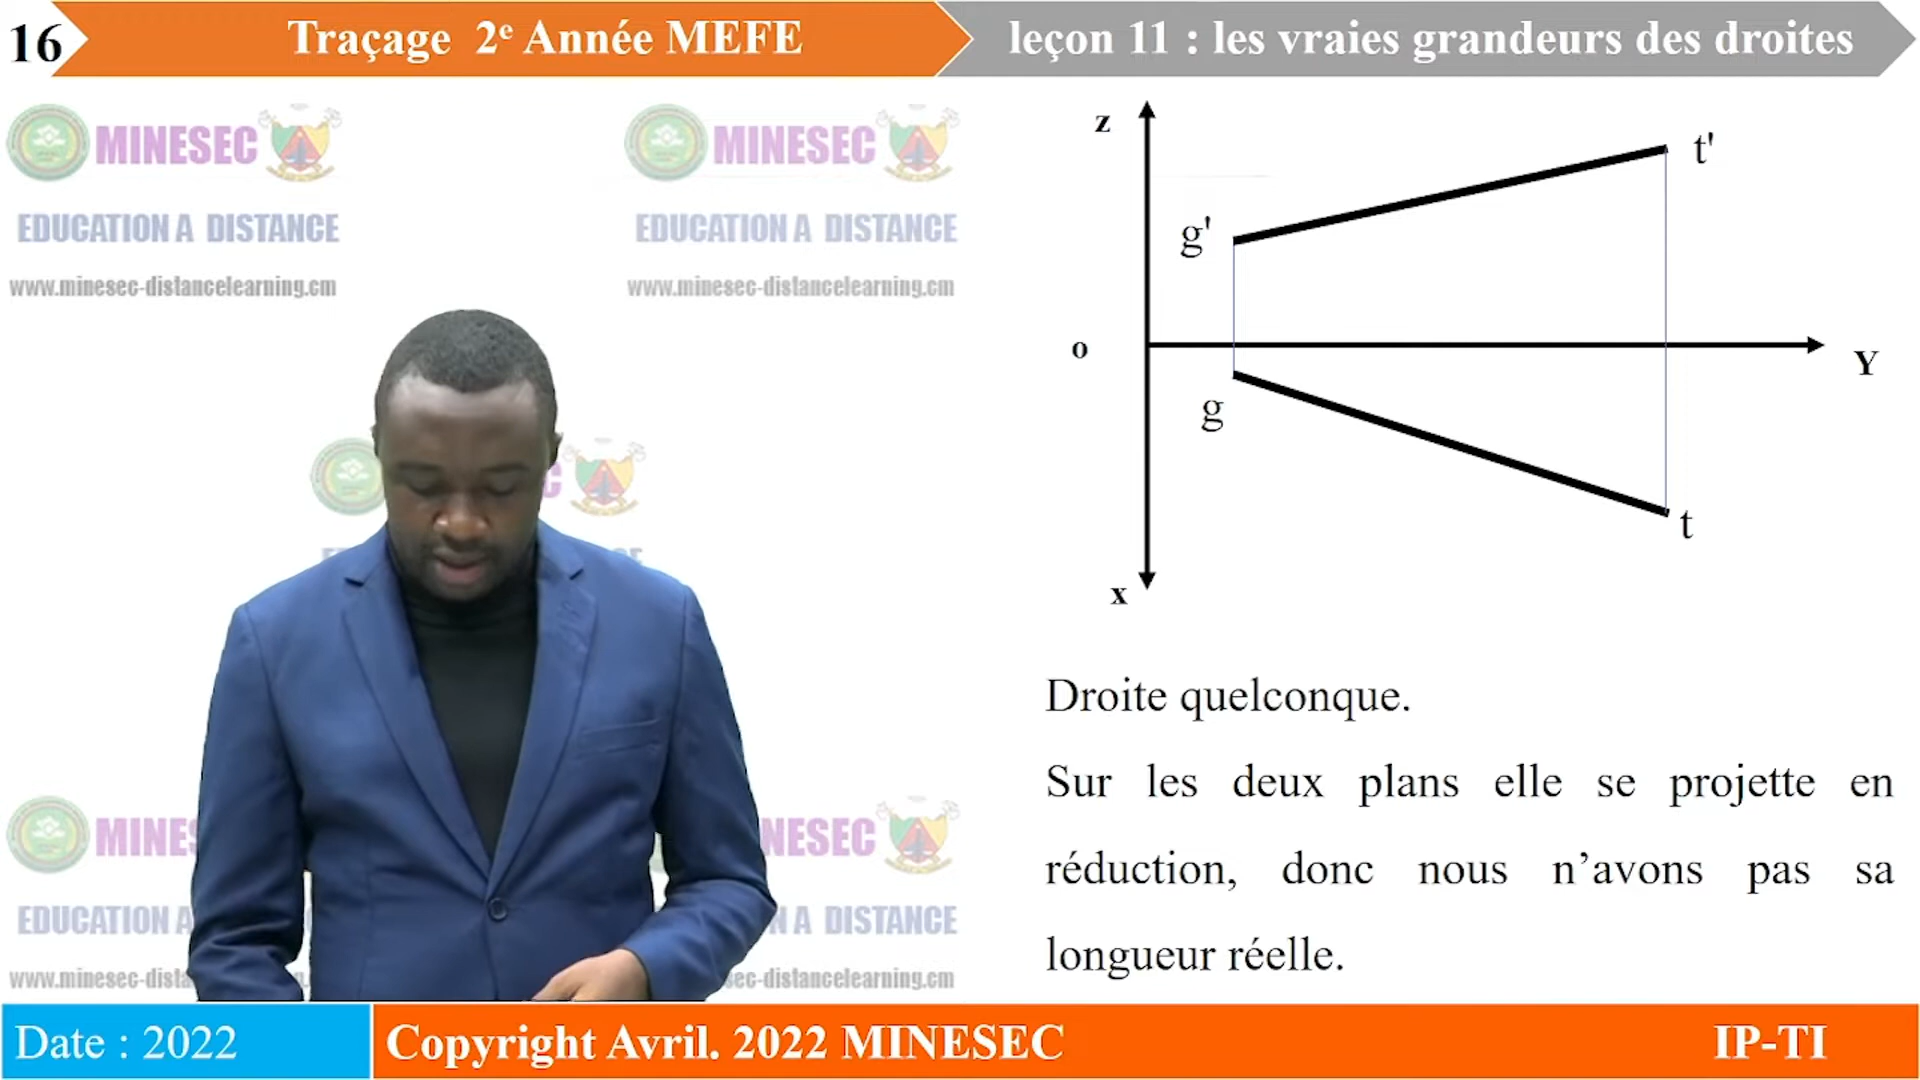 16
Traçage 2e Année MEFE
leçon 11 : les vraies grandeurs des droites
MINESEC
EDUCATION A DISTANCE
www.minesec-distancelearning.cm
MINESEC
EDUCATION A DISTANCE
www.minesec-distancelearning.cm
z
t'
g'
o
Y
g
t
x
Droite quelconque.
Sur les deux plans elle se projette en
réduction, donc nous n’avons pas sa
longueur réelle.
Date : 2022
Copyright Avril. 2022 MINESEC
IP-TI